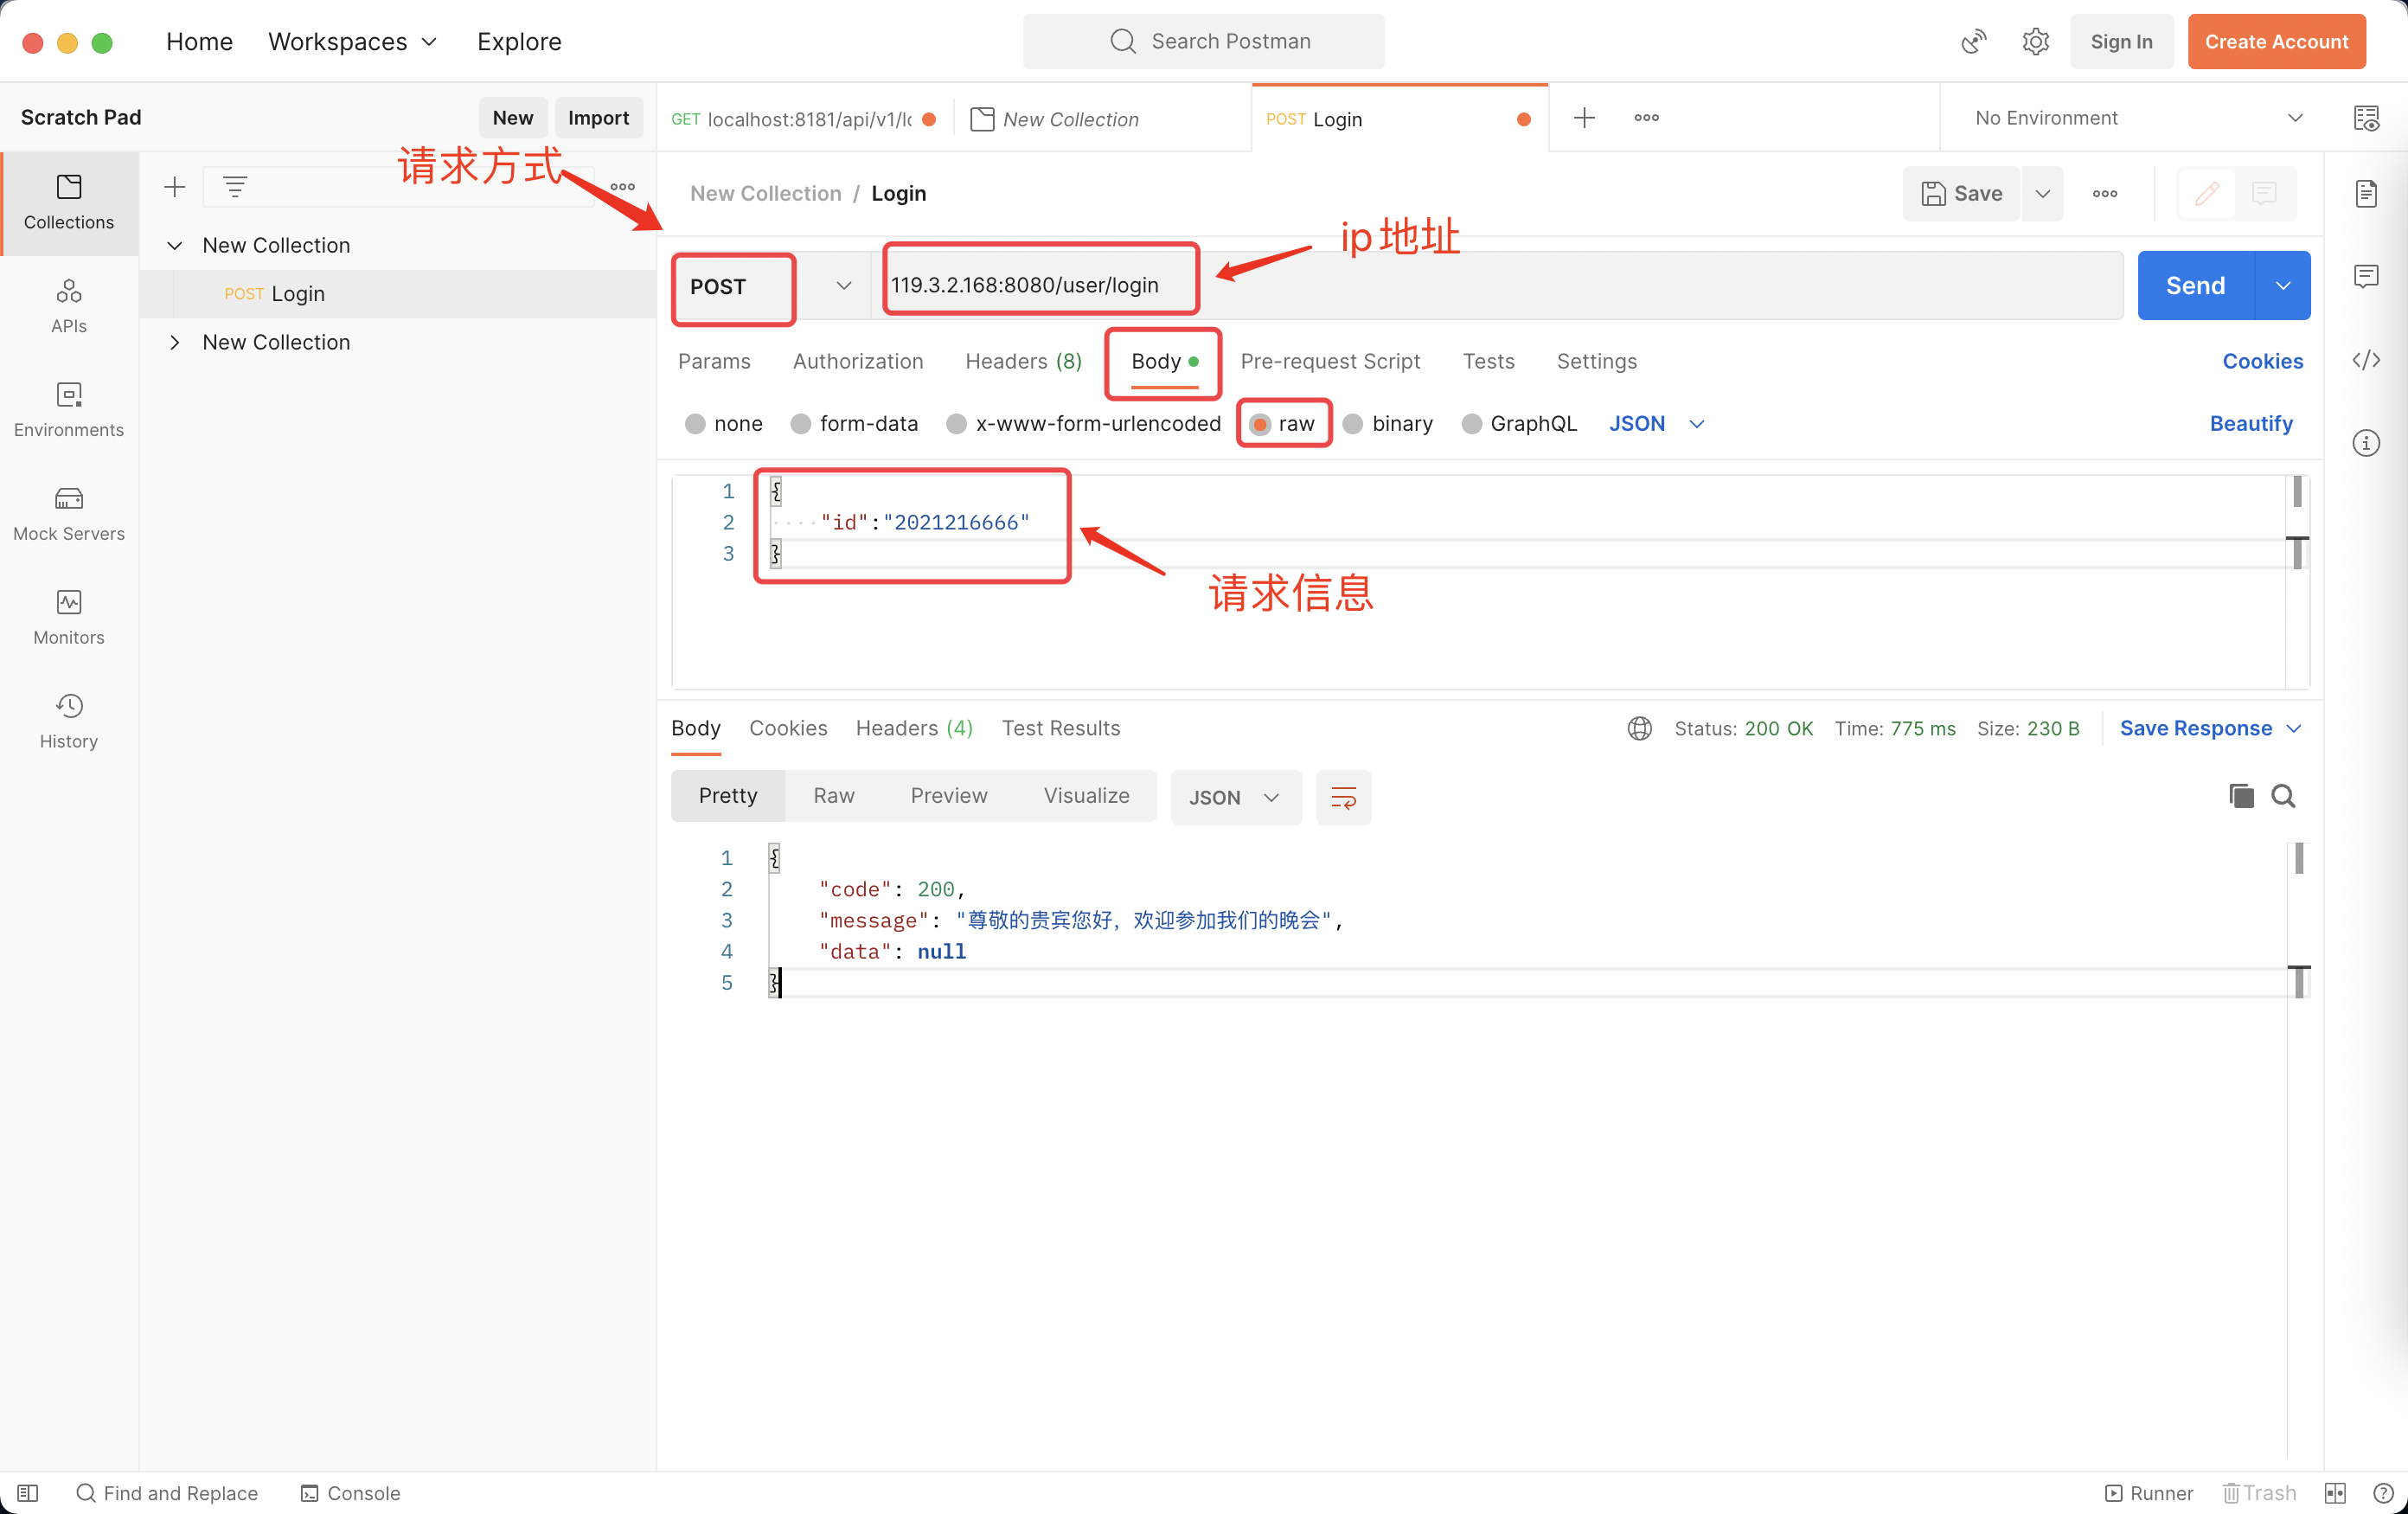 Home Workspaces Explore Search Postman Sign In Create Account
Scratch Pad New Import GET localhost:8181/api/v1/lo New Collection POST Login No Environment
请求方式
Collections New Collection / Login Save
ip地址
New Collection
POST Login POST 119.3.2.168:8080/user/login Send
APIs
New Collection Params Authorization Headers (8) Body Pre-request Script Tests Settings Cookies
Environments none form-data x-www-form-urlencoded raw binary GraphQL JSON Beautify
1 {
2 "id":"2021216666"
3 }
Mock Servers
请求信息
Monitors
History
Body Cookies Headers (4) Test Results Status: 200 OK Time: 775 ms Size: 230 B Save Response
Pretty Raw Preview Visualize JSON
1 {
2 "code": 200,
3 "message": "尊敬的贵宾您好，欢迎参加我们的晚会",
4 "data": null
5 }
Find and Replace Console Runner Trash